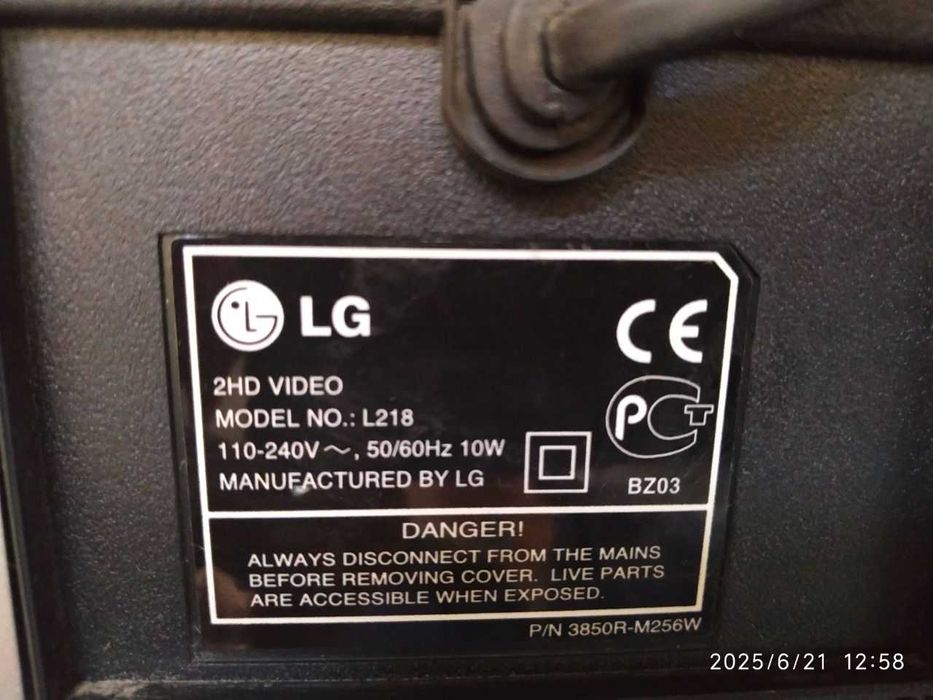 LG
CE
2HD VIDEO
MODEL NO.: L218
110-240V ～, 50/60Hz 10W
MANUFACTURED BY LG
РСТ
BZ03
DANGER!
ALWAYS DISCONNECT FROM THE MAINS
BEFORE REMOVING COVER. LIVE PARTS
ARE ACCESSIBLE WHEN EXPOSED.
P/N 3850R-M256W
2025/6/21 12:58